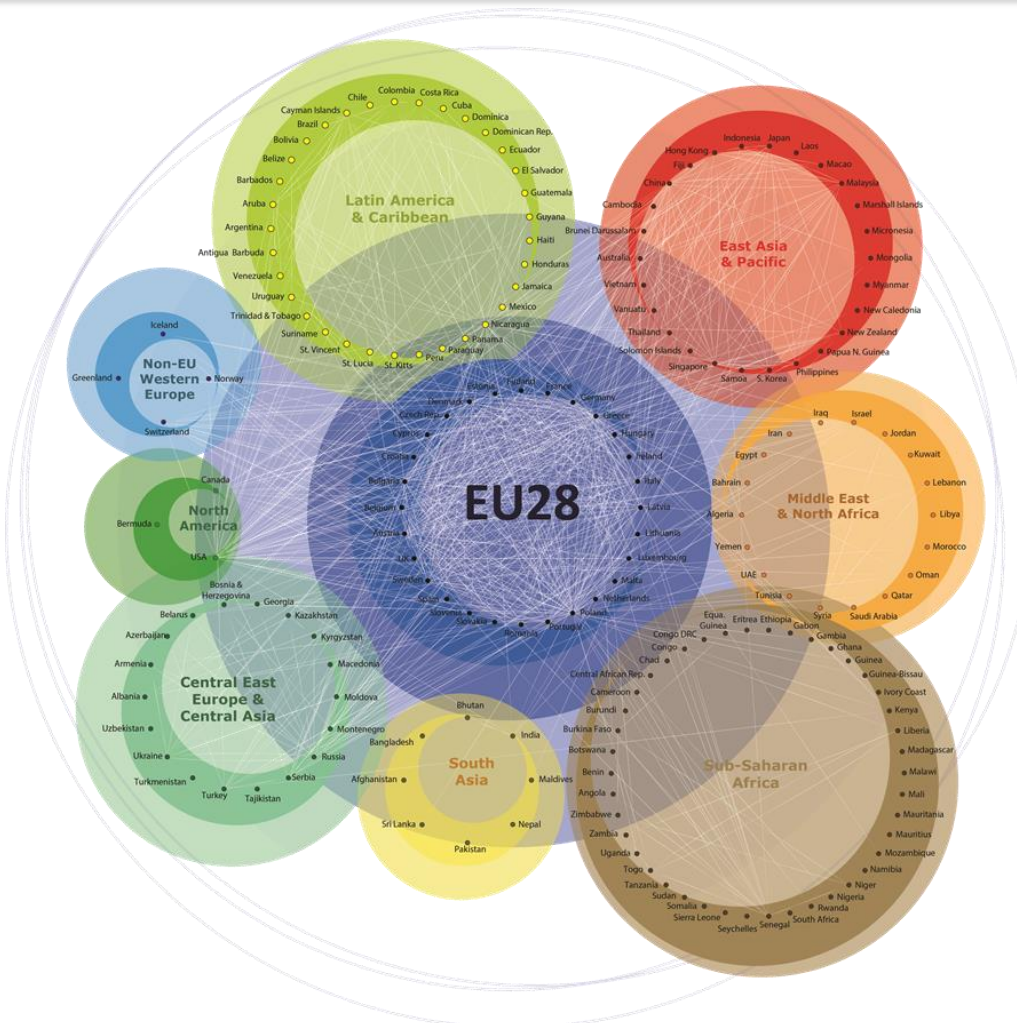 Latin America
& Caribbean
Colombia
Costa Rica
Cuba
Dominica
Dominican Rep.
Ecuador
El Salvador
Guatemala
Guyana
Haiti
Honduras
Jamaica
Mexico
Nicaragua
Panama
Paraguay
Peru
St. Kitts
St. Lucia
St. Vincent
Suriname
Trinidad & Tobago
Uruguay
Venezuela
Antigua Barbuda
Argentina
Aruba
Barbados
Belize
Bolivia
Brazil
Cayman Islands
Chile
East Asia
& Pacific
Indonesia
Japan
Laos
Macao
Malaysia
Marshall Islands
Micronesia
Mongolia
Myanmar
New Caledonia
New Zealand
Papua N. Guinea
Philippines
S. Korea
Samoa
Singapore
Solomon Islands
Thailand
Vanuatu
Vietnam
Australia
Brunei Darussalam
Cambodia
China
Fiji
Hong Kong
Non-EU
Western
Europe
Iceland
Norway
Switzerland
Greenland
EU28
Estonia
Finland
France
Germany
Greece
Hungary
Ireland
Italy
Latvia
Lithuania
Luxembourg
Malta
Netherlands
Poland
Portugal
Romania
Slovakia
Slovenia
Spain
Sweden
UK
Austria
Belgium
Bulgaria
Croatia
Cyprus
Czech Rep.
Denmark
Middle East
& North Africa
Iraq
Israel
Jordan
Kuwait
Lebanon
Libya
Morocco
Oman
Qatar
Saudi Arabia
Syria
Tunisia
UAE
Yemen
Algeria
Bahrain
Egypt
Iran
North
America
Canada
USA
Bermuda
Central East
Europe &
Central Asia
Bosnia &
Herzegovina
Georgia
Kazakhstan
Kyrgyzstan
Macedonia
Moldova
Montenegro
Russia
Serbia
Tajikistan
Turkey
Turkmenistan
Ukraine
Uzbekistan
Albania
Armenia
Azerbaijan
Belarus
South
Asia
Bhutan
India
Maldives
Nepal
Pakistan
Sri Lanka
Afghanistan
Bangladesh
Sub-Saharan
Africa
Equa.
Guinea
Eritrea
Ethiopia
Gabon
Gambia
Ghana
Guinea
Guinea-Bissau
Ivory Coast
Kenya
Liberia
Madagascar
Malawi
Mali
Mauritania
Mauritius
Mozambique
Namibia
Niger
Nigeria
Rwanda
South Africa
Senegal
Seychelles
Sierra Leone
Somalia
Sudan
Tanzania
Togo
Uganda
Zambia
Zimbabwe
Angola
Benin
Botswana
Burkina Faso
Burundi
Cameroon
Central African Rep.
Chad
Congo
Congo DRC